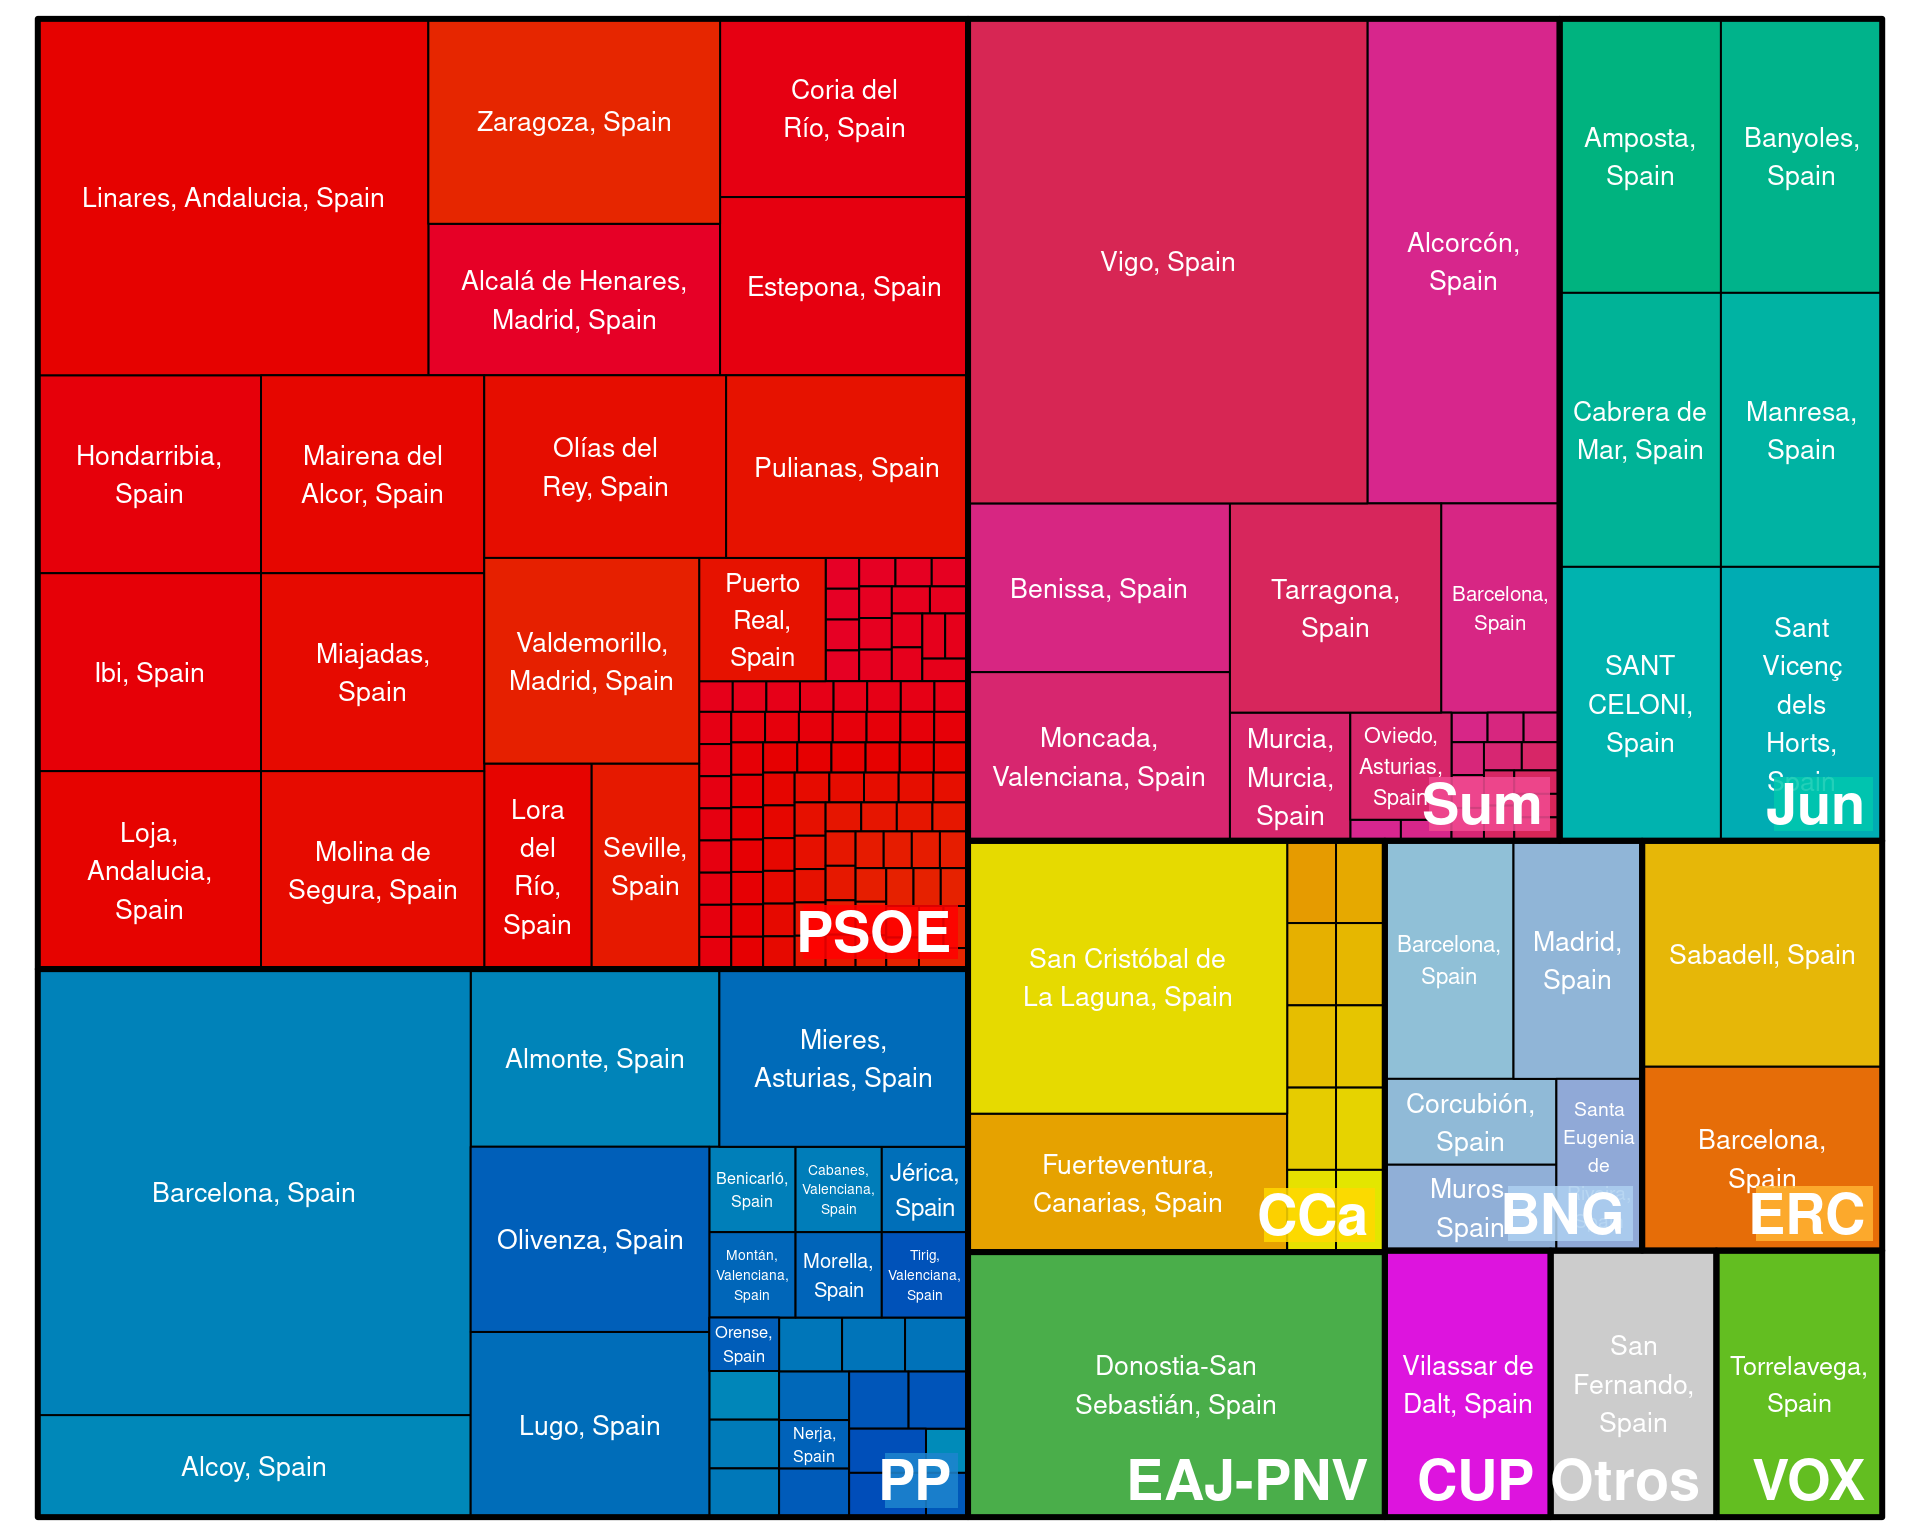 Linares, Andalucia, Spain
Zaragoza, Spain
Coria del
Río, Spain
Alcalá de Henares,
Madrid, Spain
Estepona, Spain
Hondarribia,
Spain
Mairena del
Alcor, Spain
Olías del
Rey, Spain
Pulianas, Spain
Ibi, Spain
Miajadas,
Spain
Valdemorillo,
Madrid, Spain
Puerto
Real,
Spain
Loja,
Andalucia,
Spain
Molina de
Segura, Spain
Lora
del
Río,
Spain
Seville,
Spain
PSOE
Vigo, Spain
Alcorcón,
Spain
Benissa, Spain
Tarragona,
Spain
Barcelona,
Spain
Moncada,
Valenciana, Spain
Murcia,
Murcia,
Spain
Oviedo,
Asturias,
Spain
Sum
Amposta,
Spain
Banyoles,
Spain
Cabrera de
Mar, Spain
Manresa,
Spain
SANT
CELONI,
Spain
Sant
Vicenç
dels
Horts,
Spain
Jun
Barcelona, Spain
Almonte, Spain
Mieres,
Asturias, Spain
Olivenza, Spain
Benicarló,
Spain
Cabanes,
Valenciana,
Spain
Jérica,
Spain
Montán,
Valenciana,
Spain
Morella,
Spain
Tirig,
Valenciana,
Spain
Orense,
Spain
Lugo, Spain
Nerja,
Spain
Alcoy, Spain
PP
San Cristóbal de
La Laguna, Spain
Fuerteventura,
Canarias, Spain
CCa
Barcelona,
Spain
Madrid,
Spain
Corcubión,
Spain
Santa
Eugenia
de
Muros
Spain
BNG
Sabadell, Spain
Barcelona,
Spain
ERC
Donostia-San
Sebastián, Spain
EAJ-PNV
Vilassar de
Dalt, Spain
CUP
San
Fernando,
Spain
Otros
Torrelavega,
Spain
VOX